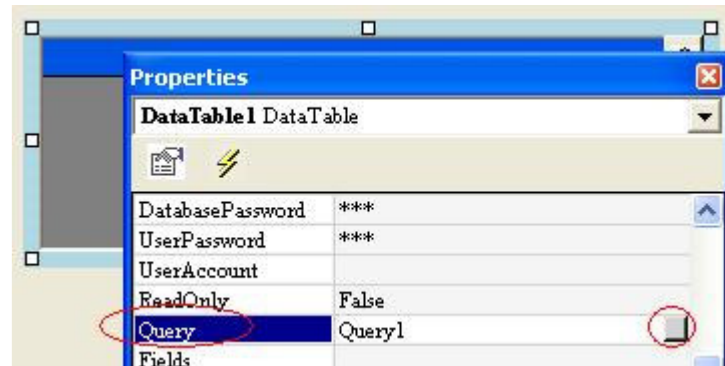 Properties
DataTable1 DataTable
DatabasePassword ***
UserPassword ***
UserAccount
ReadOnly False
Query Query1
Fields